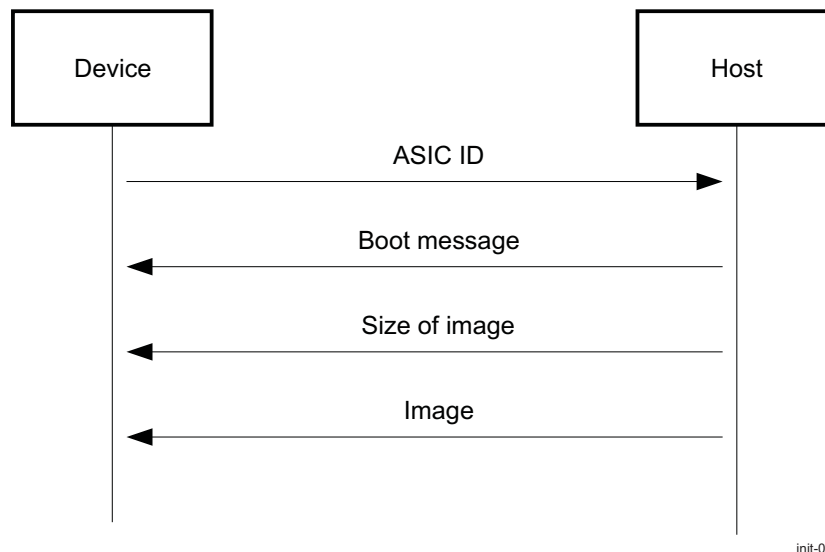 Device
Host
ASIC ID
Boot message
Size of image
Image
init-0